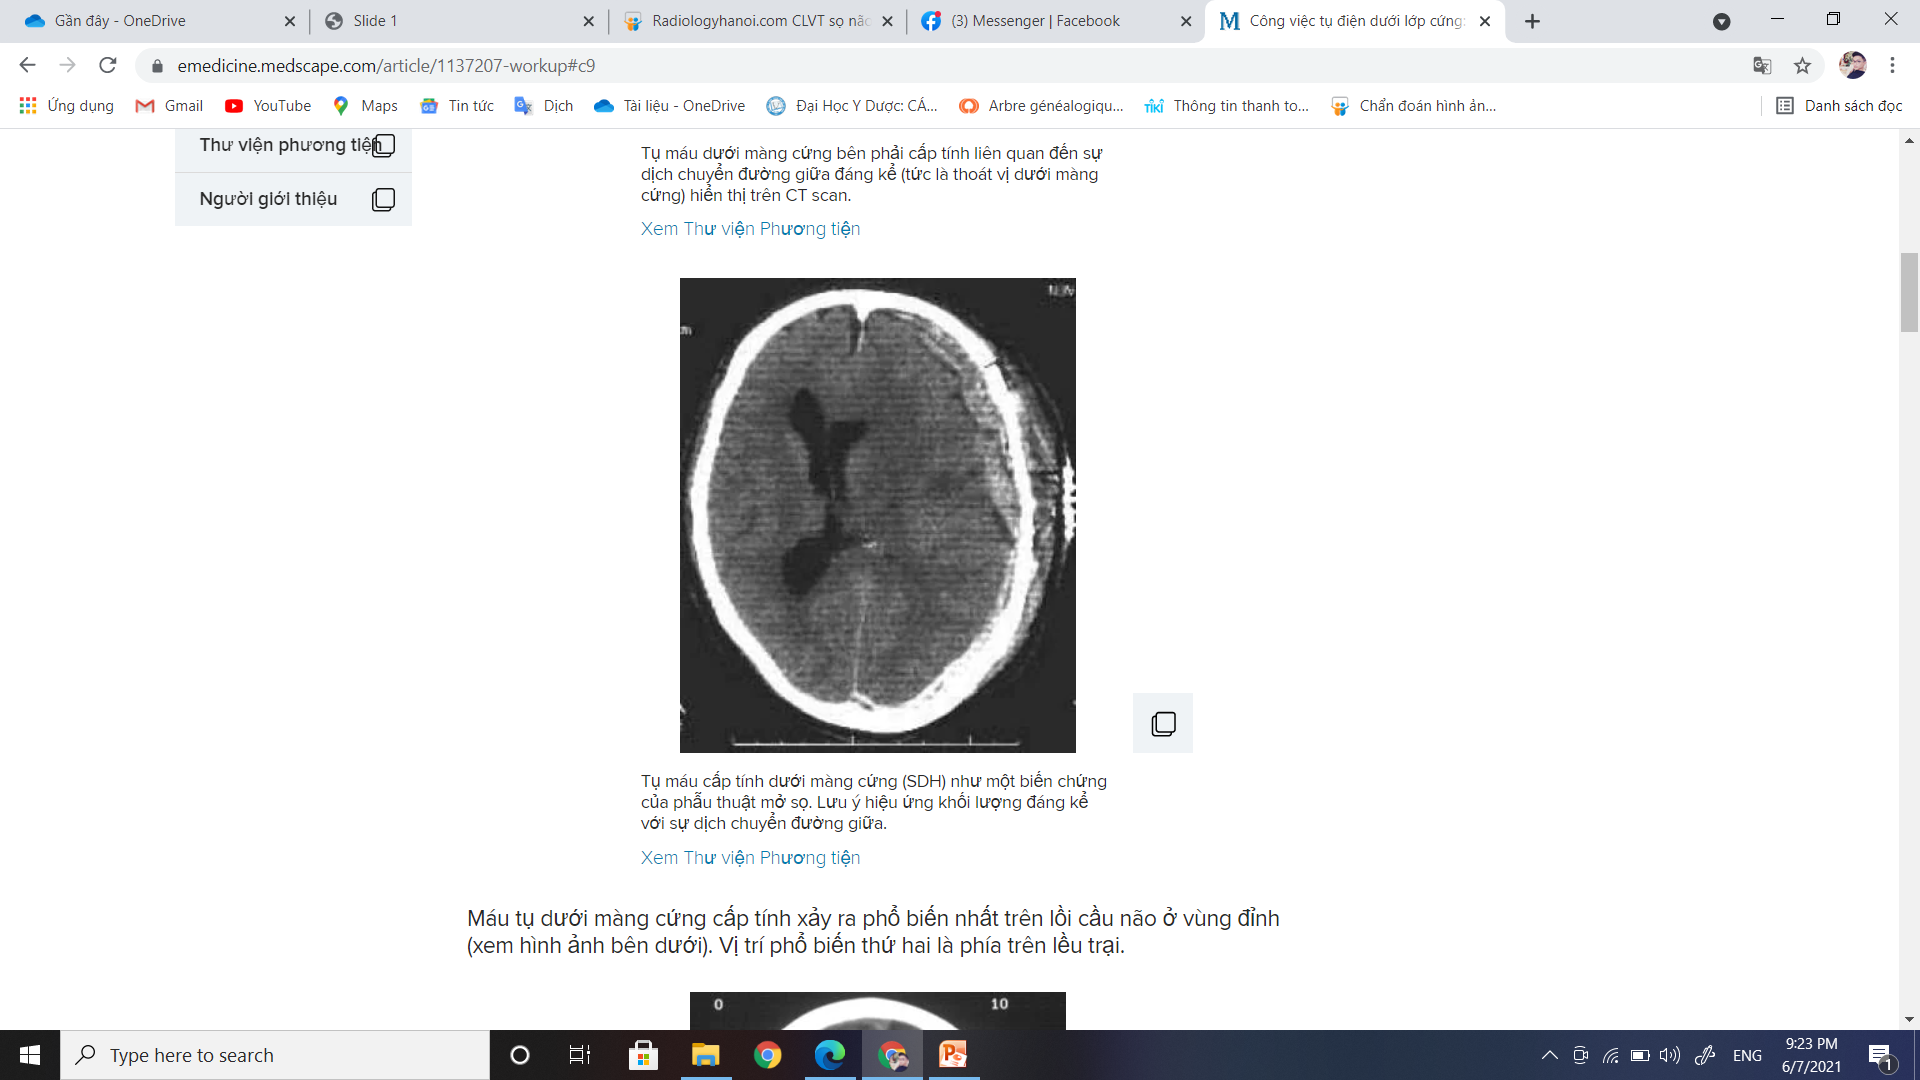 Gần đây - OneDrive
Slide 1
Radiologyhanoi.com CLVT sọ não
(3) Messenger | Facebook
Công việc tụ điện dưới lớp cứng:
emedicine.medscape.com/article/1137207-workup#c9
Ứng dụng
Gmail
YouTube
Maps
Tin tức
Dịch
Tài liệu - OneDrive
Đại Học Y Dược: CÁ...
Arbre généalogiqu...
TIKI
Thông tin thanh to...
Chẩn đoán hình ản...
Danh sách đọc
Thư viện phương tiện
Người giới thiệu
Tụ máu dưới màng cứng bên phải cấp tính liên quan đến sự
dịch chuyển đường giữa đáng kể (tức là thoát vị dưới màng
cứng) hiển thị trên CT scan.
Xem Thư viện Phương tiện
Tụ máu cấp tính dưới màng cứng (SDH) như một biến chứng
của phẫu thuật mở sọ. Lưu ý hiệu ứng khối lượng đáng kể
với sự dịch chuyển đường giữa.
Xem Thư viện Phương tiện
Máu tụ dưới màng cứng cấp tính xảy ra phổ biến nhất trên lồi cầu não ở vùng đỉnh
(xem hình ảnh bên dưới). Vị trí phổ biến thứ hai là phía trên lều trại.
0
10
Type here to search
ENG
9:23 PM
6/7/2021
1